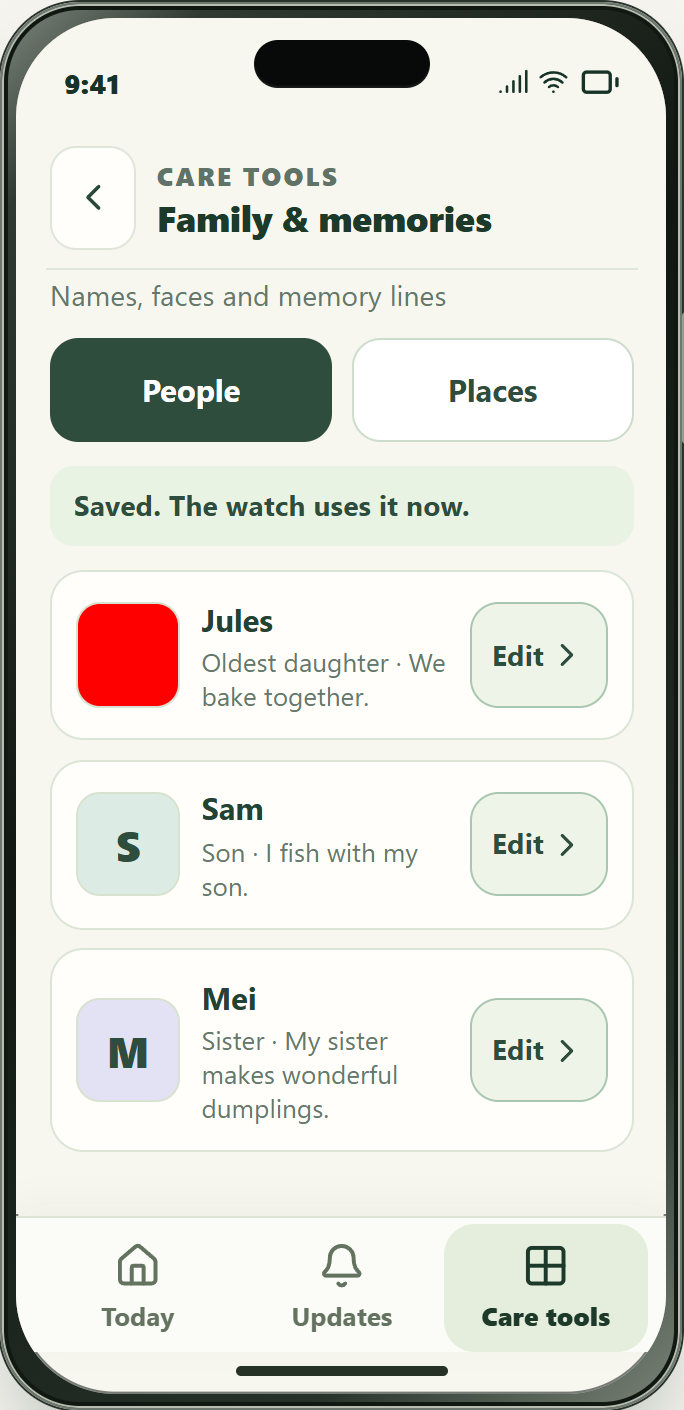 9:41
CARE TOOLS
Family & memories
Names, faces and memory lines
People
Places
Saved. The watch uses it now.
Jules
Oldest daughter · We
bake together.
Edit
Sam
Son · I fish with my
son.
Edit
Mei
Sister · My sister
makes wonderful
dumplings.
Edit
S
M
Today
Updates
Care tools